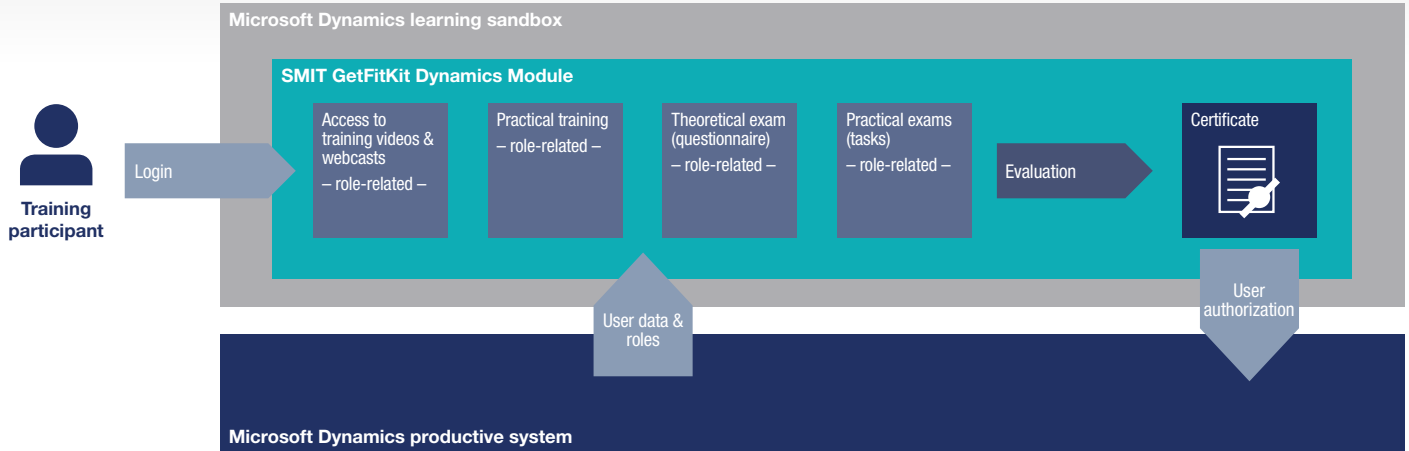 Microsoft Dynamics learning sandbox
SMIT GetFitKit Dynamics Module
Training
participant
Login
Access to
training videos &
webcasts
– role-related –
Practical training
– role-related –
Theoretical exam
(questionnaire)
– role-related –
Practical exams
(tasks)
– role-related –
Evaluation
Certificate
User data &
roles
User
authorization
Microsoft Dynamics productive system